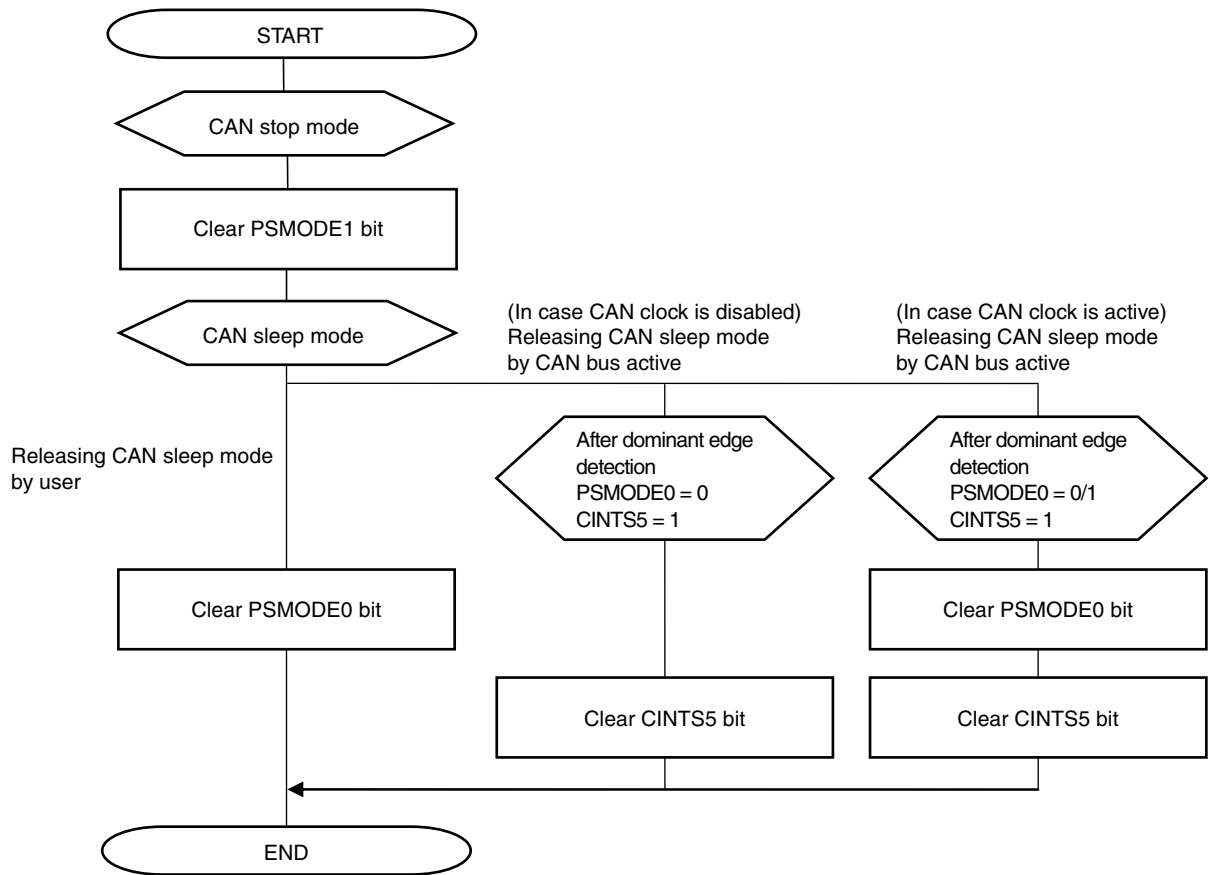 START
CAN stop mode
Clear PSMODE1 bit
CAN sleep mode
(In case CAN clock is disabled)
Releasing CAN sleep mode
by CAN bus active
(In case CAN clock is active)
Releasing CAN sleep mode
by CAN bus active
Releasing CAN sleep mode
by user
After dominant edge
detection
PSMODE0 = 0
CINTS5 = 1
After dominant edge
detection
PSMODE0 = 0/1
CINTS5 = 1
Clear PSMODE0 bit
Clear PSMODE0 bit
Clear CINTS5 bit
Clear CINTS5 bit
END